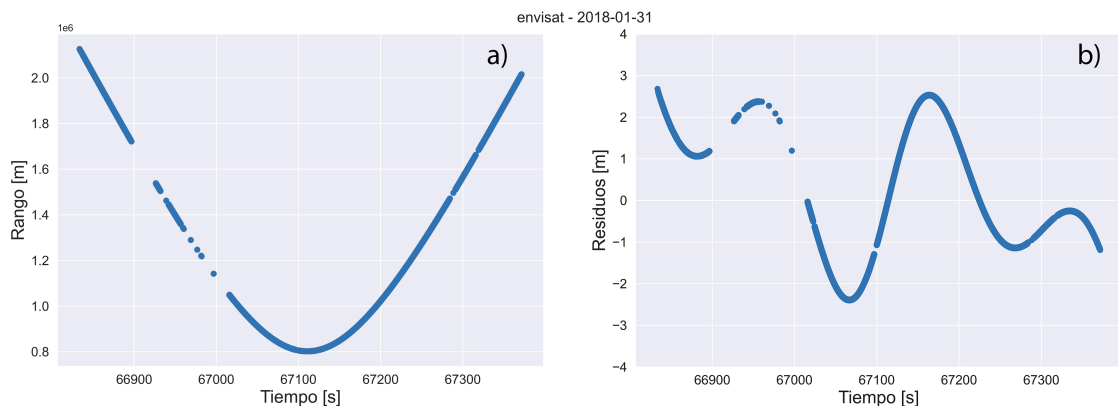 envisat - 2018-01-31
1e6
a)
Rango [m]
2.0
1.8
1.6
1.4
1.2
1.0
0.8
66900 67000 67100 67200 67300
Tiempo [s]
b)
Residuos [m]
4
3
2
1
0
−1
−2
−3
−4
66900 67000 67100 67200 67300
Tiempo [s]